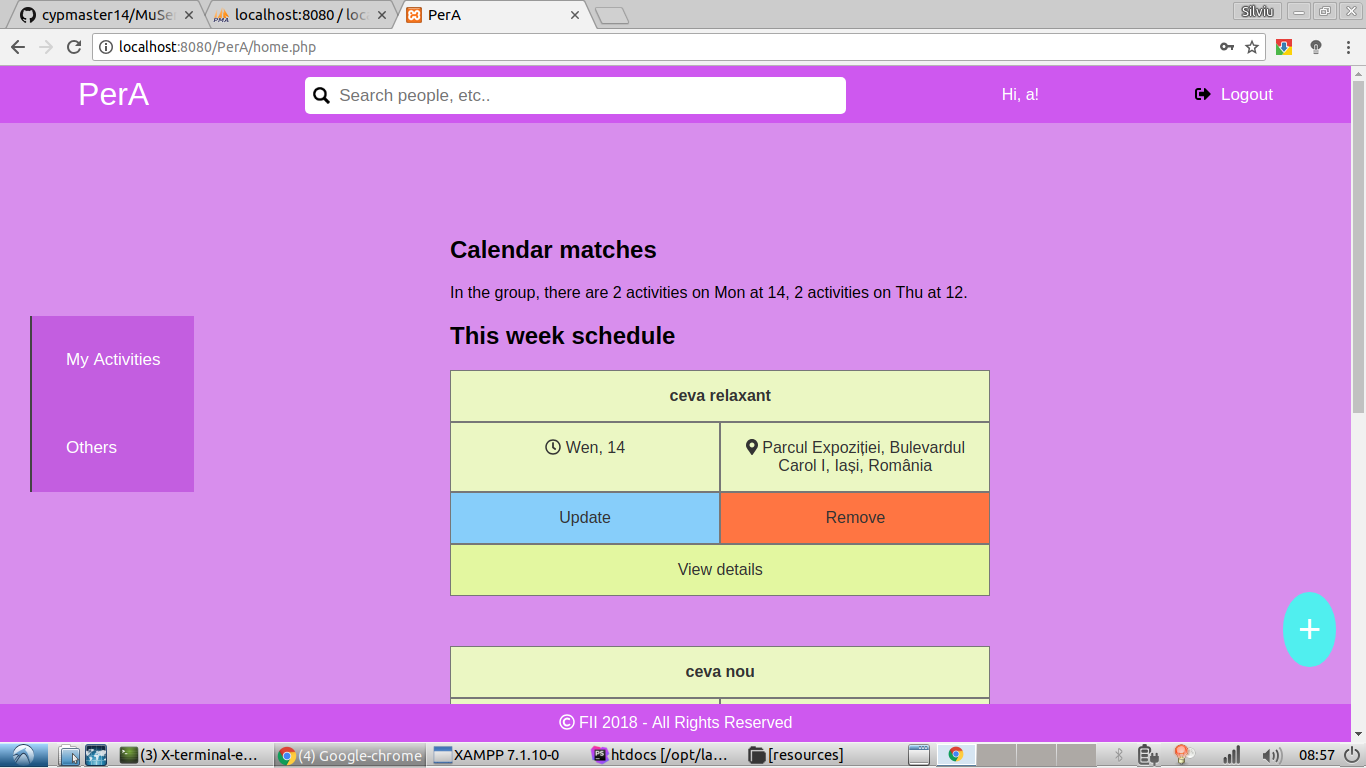 cypmaster14/MuSe
localhost:8080 / loca
PerA
Silviu
localhost:8080/PerA/home.php
PerA
Search people, etc..
Hi, a!
Logout
Calendar matches
In the group, there are 2 activities on Mon at 14, 2 activities on Thu at 12.
This week schedule
My Activities
Others
ceva relaxant
Wen, 14
Parcul Expoziției, Bulevardul
Carol I, Iași, România
Update
Remove
View details
ceva nou
© FII 2018 - All Rights Reserved
(3) X-terminal-e...
(4) Google-chrome
XAMPP 7.1.10-0
htdocs [/opt/la...
[resources]
08:57